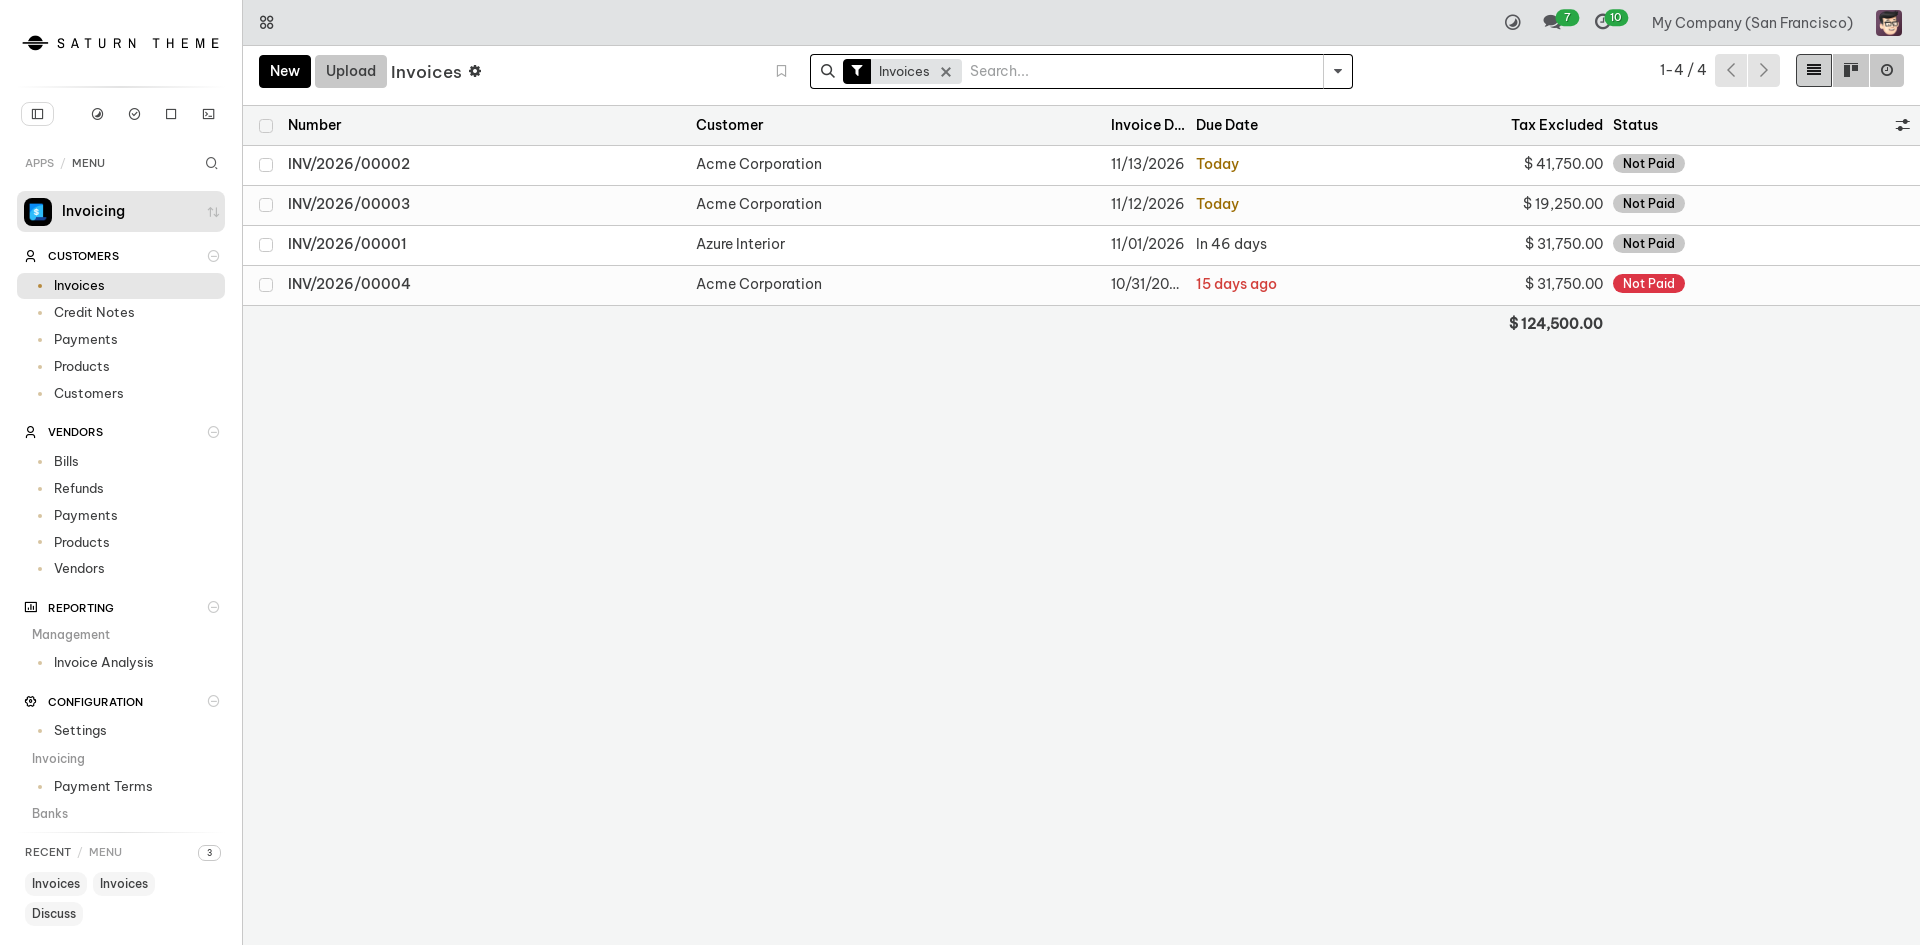 SATURN THEME
APPS / MENU
Invoicing
CUSTOMERS
Invoices
Credit Notes
Payments
Products
Customers
VENDORS
Bills
Refunds
Payments
Products
Vendors
REPORTING
Management
Invoice Analysis
CONFIGURATION
Settings
Invoicing
Payment Terms
Banks
RECENT / MENU 3
Invoices Invoices
Discuss
7 10 My Company (San Francisco)
New Upload Invoices Invoices Search... 1-4 / 4
Number Customer Invoice D... Due Date Tax Excluded Status
INV/2026/00002 Acme Corporation 11/13/2026 Today $ 41,750.00 Not Paid
INV/2026/00003 Acme Corporation 11/12/2026 Today $ 19,250.00 Not Paid
INV/2026/00001 Azure Interior 11/01/2026 In 46 days $ 31,750.00 Not Paid
INV/2026/00004 Acme Corporation 10/31/20... 15 days ago $ 31,750.00 Not Paid
$ 124,500.00